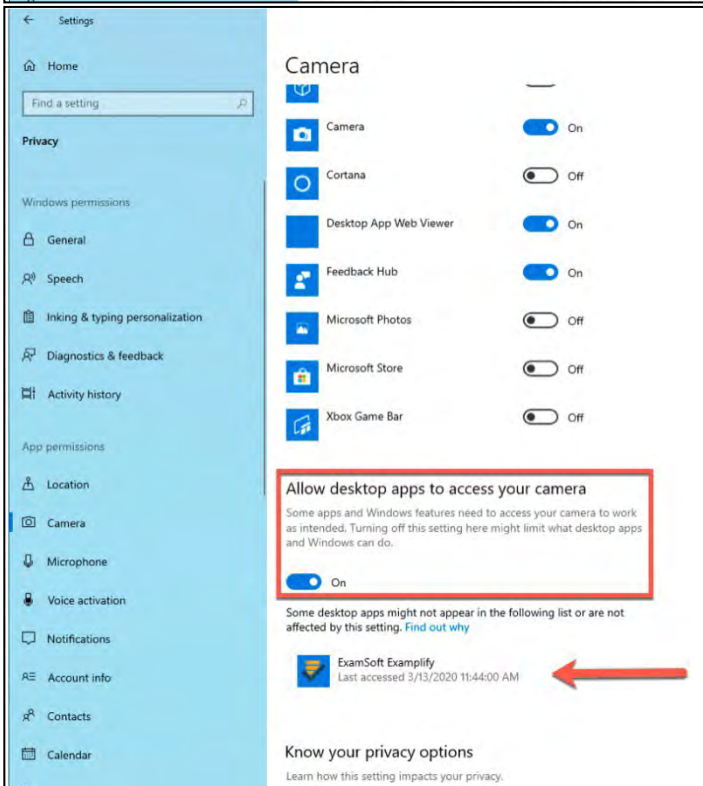 Settings
Home
Find a setting
Privacy
Windows permissions
General
Speech
Inking & typing personalization
Diagnostics & feedback
Activity history
App permissions
Location
Camera
Microphone
Voice activation
Notifications
Account info
Contacts
Calendar
Camera
Camera On
Cortana Off
Desktop App Web Viewer On
Feedback Hub On
Microsoft Photos Off
Microsoft Store Off
Xbox Game Bar Off
Allow desktop apps to access your camera
Some apps and Windows features need to access your camera to work
as intended. Turning off this setting here might limit what desktop apps
and Windows can do.
On
Some desktop apps might not appear in the following list or are not
affected by this setting. Find out why
ExamSoft Examplify
Last accessed 3/13/2020 11:44:00 AM
Know your privacy options
Learn how this setting impacts your privacy.